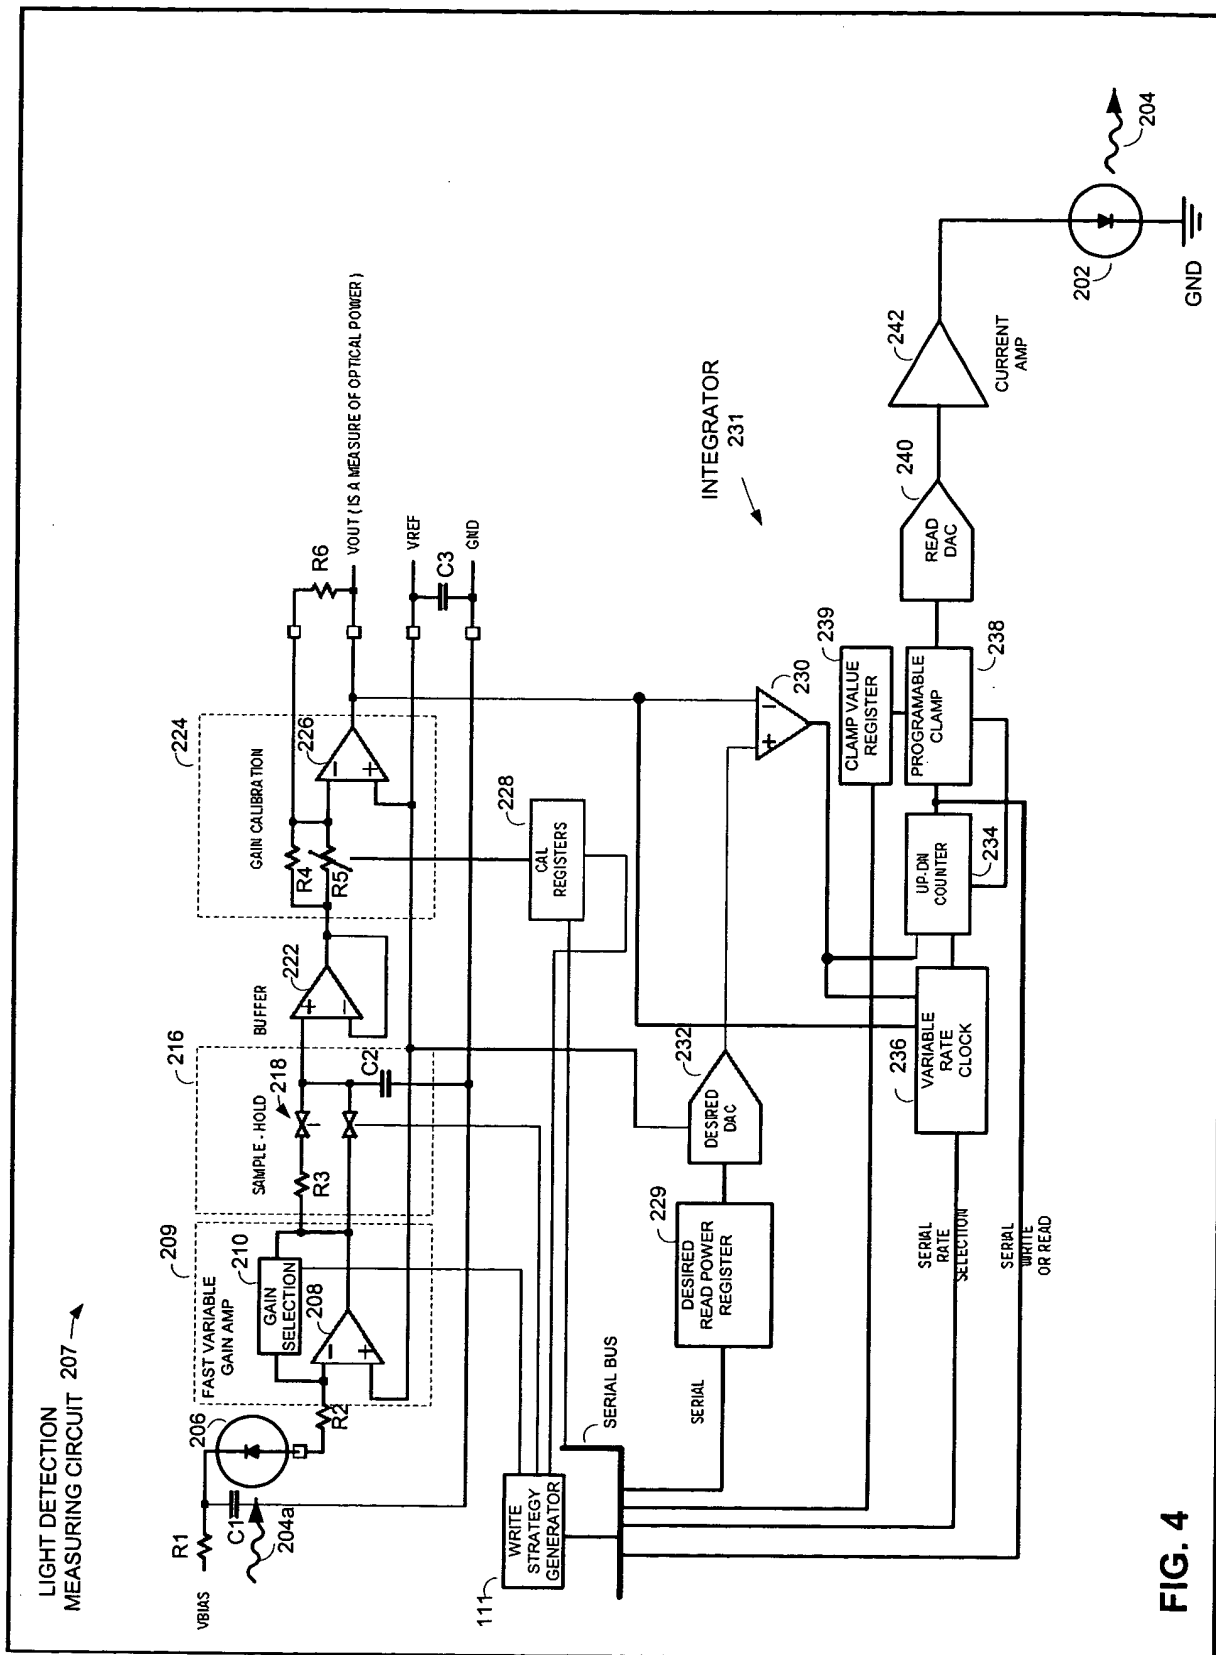 LIGHT DETECTION
MEASURING CIRCUIT 207
VBIAS
R1
C1
204a
206
R2
209
FAST VARIABLE
GAIN AMP
210
GAIN
SELECTION
208
−
+
216
SAMPLE - HOLD
218
R3
C2
BUFFER
222
+
−
224
GAIN CALIBRATION
R4
R5
226
−
+
R6
VOUT ( IS A MEASURE OF OPTICAL POWER )
VREF
C3
GND
111
WRITE
STRATEGY
GENERATOR
SERIAL BUS
228
CAL
REGISTERS
SERIAL
229
DESIRED
READ POWER
REGISTER
232
DESIRED
DAC
+
−
230
INTEGRATOR
231
239
CLAMP VALUE
REGISTER
SERIAL
RATE
SELECTION
SERIAL
WRITE
OR READ
236
VARIABLE
RATE
CLOCK
UP-DN
COUNTER
234
PROGRAMABLE
CLAMP
238
READ
DAC
240
242
CURRENT
AMP
202
204
GND
FIG. 4